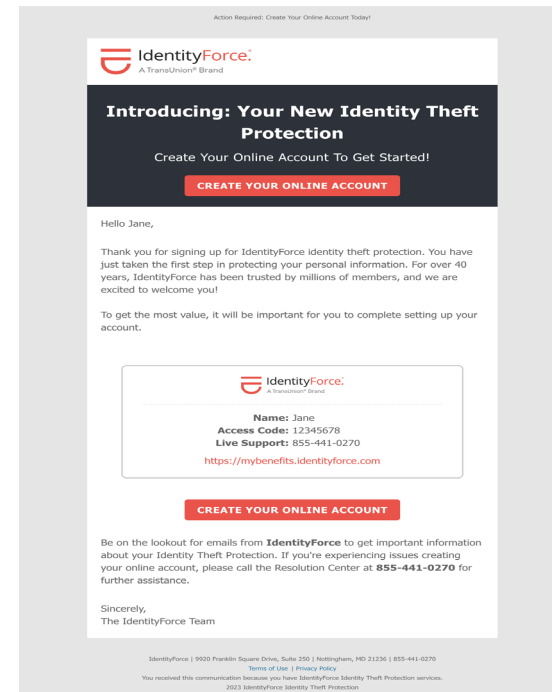 Action Required: Create Your Online Account Today!
IdentityForce®
A TransUnion® Brand
Introducing: Your New Identity Theft
Protection
Create Your Online Account To Get Started!
CREATE YOUR ONLINE ACCOUNT
Hello Jane,
Thank you for signing up for IdentityForce identity theft protection. You have
just taken the first step in protecting your personal information. For over 40
years, IdentityForce has been trusted by millions of members, and we are
excited to welcome you!
To get the most value, it will be important for you to complete setting up your
account.
IdentityForce®
A TransUnion® Brand
Name: Jane
Access Code: 12345678
Live Support: 855-441-0270
https://mybenefits.identityforce.com
CREATE YOUR ONLINE ACCOUNT
Be on the lookout for emails from IdentityForce to get important information
about your Identity Theft Protection. If you're experiencing issues creating
your online account, please call the Resolution Center at 855-441-0270 for
further assistance.
Sincerely,
The IdentityForce Team
IdentityForce | 9920 Franklin Square Drive, Suite 250 | Nottingham, MD 21236 | 855-441-0270
Terms of Use | Privacy Policy
You received this communication because you have IdentityForce Identity Theft Protection services.
2023 IdentityForce Identity Theft Protection